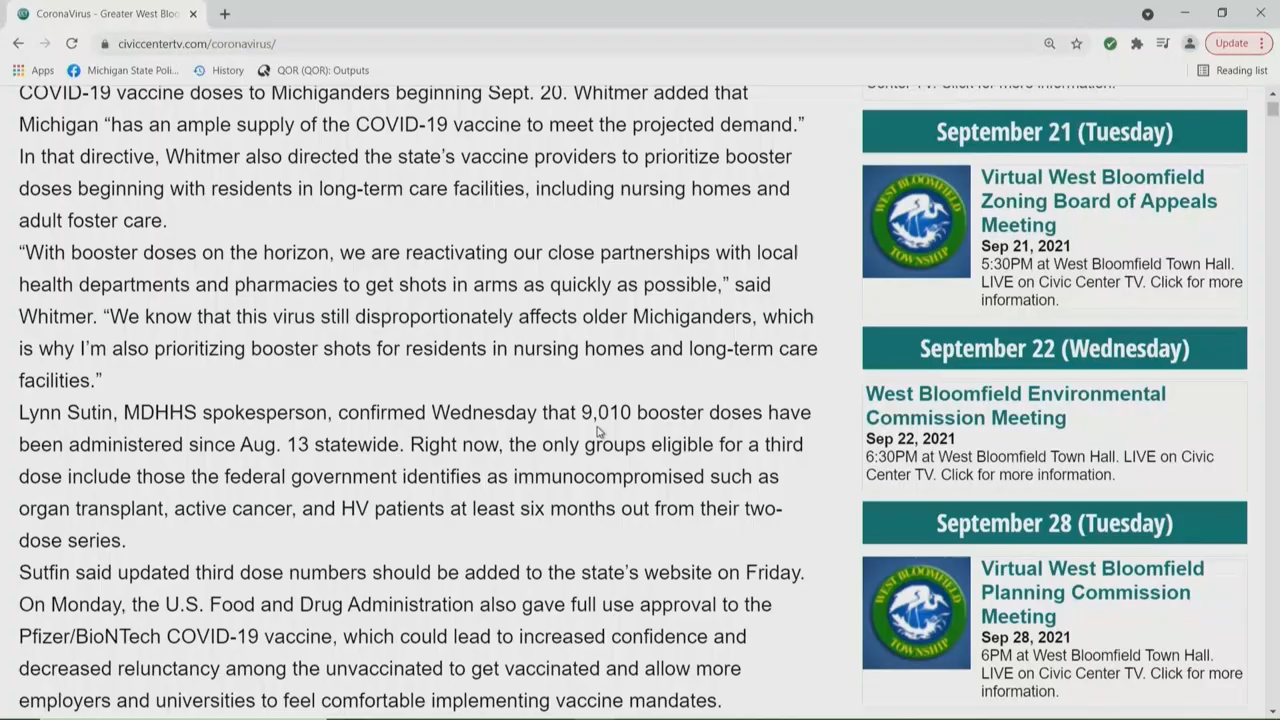 CoronaVirus - Greater West Bloo
civiccentertv.com/coronavirus/
Update
Apps
Michigan State Poli...
History
QOR (QOR): Outputs
Reading list
COVID-19 vaccine doses to Michiganders beginning Sept. 20. Whitmer added that
Michigan “has an ample supply of the COVID-19 vaccine to meet the projected demand.”
In that directive, Whitmer also directed the state’s vaccine providers to prioritize booster
doses beginning with residents in long-term care facilities, including nursing homes and
adult foster care.
“With booster doses on the horizon, we are reactivating our close partnerships with local
health departments and pharmacies to get shots in arms as quickly as possible,” said
Whitmer. “We know that this virus still disproportionately affects older Michiganders, which
is why I’m also prioritizing booster shots for residents in nursing homes and long-term care
facilities.”
Lynn Sutin, MDHHS spokesperson, confirmed Wednesday that 9,010 booster doses have
been administered since Aug. 13 statewide. Right now, the only groups eligible for a third
dose include those the federal government identifies as immunocompromised such as
organ transplant, active cancer, and HV patients at least six months out from their two-
dose series.
Sutfin said updated third dose numbers should be added to the state’s website on Friday.
On Monday, the U.S. Food and Drug Administration also gave full use approval to the
Pfizer/BioNTech COVID-19 vaccine, which could lead to increased confidence and
decreased relunctancy among the unvaccinated to get vaccinated and allow more
employers and universities to feel comfortable implementing vaccine mandates.
Center TV. Click for more information.
September 21 (Tuesday)
WEST BLOOMFIELD
TOWNSHIP
Virtual West Bloomfield
Zoning Board of Appeals
Meeting
Sep 21, 2021
5:30PM at West Bloomfield Town Hall.
LIVE on Civic Center TV. Click for more
information.
September 22 (Wednesday)
West Bloomfield Environmental
Commission Meeting
Sep 22, 2021
6:30PM at West Bloomfield Town Hall. LIVE on Civic
Center TV. Click for more information.
September 28 (Tuesday)
WEST BLOOMFIELD
TOWNSHIP
Virtual West Bloomfield
Planning Commission
Meeting
Sep 28, 2021
6PM at West Bloomfield Town Hall.
LIVE on Civic Center TV. Click for more
information.